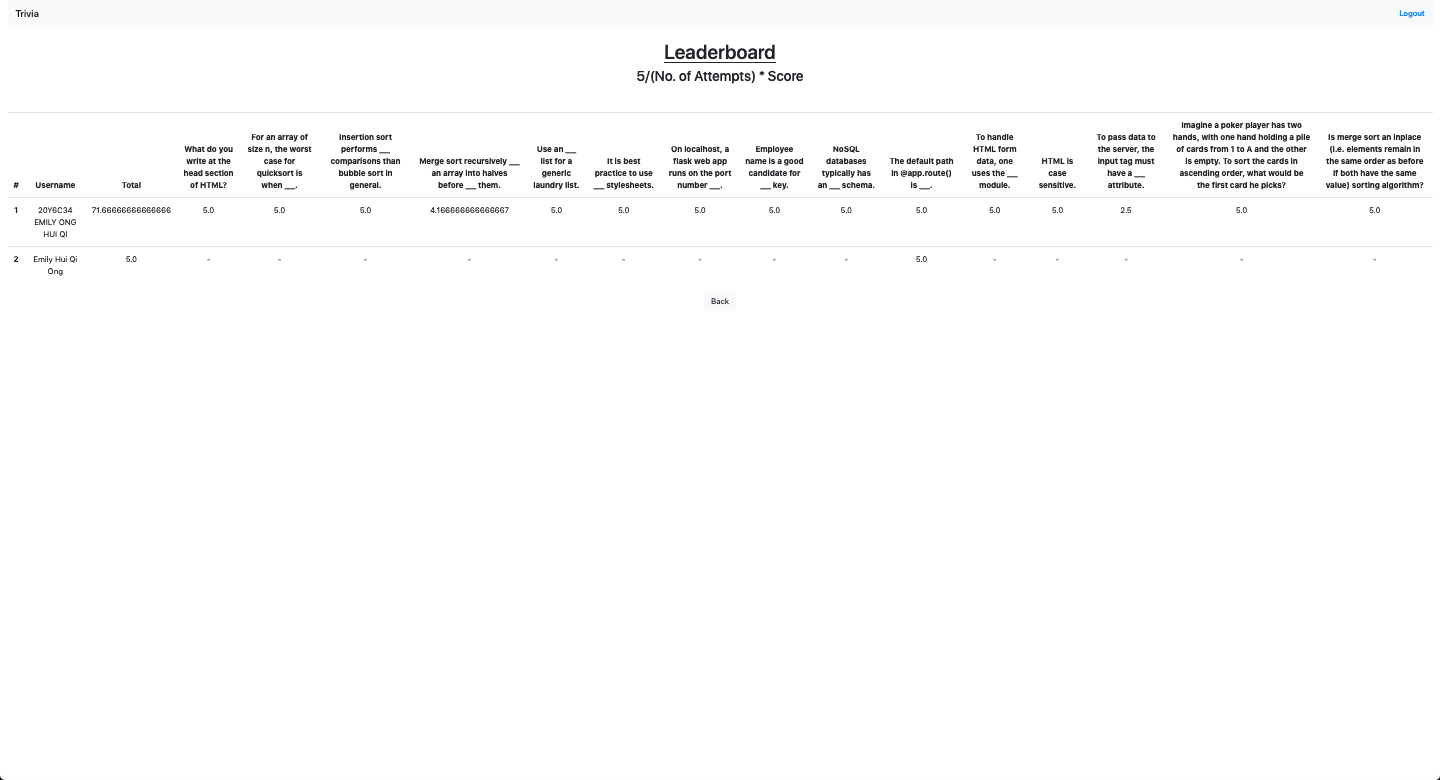 Trivia
Logout
Leaderboard
5/(No. of Attempts) * Score
#
Username
Total
What do you
write at the
head section
of HTML?
For an array of
size n, the worst
case for
quicksort is
when ___.
Insertion sort
performs ___
comparisons than
bubble sort in
general.
Merge sort recursively ___
an array into halves
before ___ them.
Use an ___
list for a
generic
laundry list.
It is best
practice to use
___ stylesheets.
On localhost, a
flask web app
runs on the port
number ___.
Employee
name is a good
candidate for
___ key.
NoSQL
databases
typically has
an ___ schema.
The default path
in @app.route()
is ___.
To handle
HTML form
data, one
uses the ___
module.
HTML is
case
sensitive.
To pass data to
the server, the
input tag must
have a ___
attribute.
Imagine a poker player has two
hands, with one hand holding a pile
of cards from 1 to A and the other
is empty. To sort the cards in
ascending order, what would be
the first card he picks?
Is merge sort an inplace
(i.e. elements remain in
the same order as before
if both have the same
value) sorting algorithm?
1
20Y6C34
EMILY ONG
HUI QI
71.66666666666666
5.0
5.0
5.0
4.166666666666667
5.0
5.0
5.0
5.0
5.0
5.0
5.0
5.0
2.5
5.0
5.0
2
Emily Hui Qi
Ong
5.0
-
-
-
-
-
-
-
-
-
5.0
-
-
-
-
-
Back